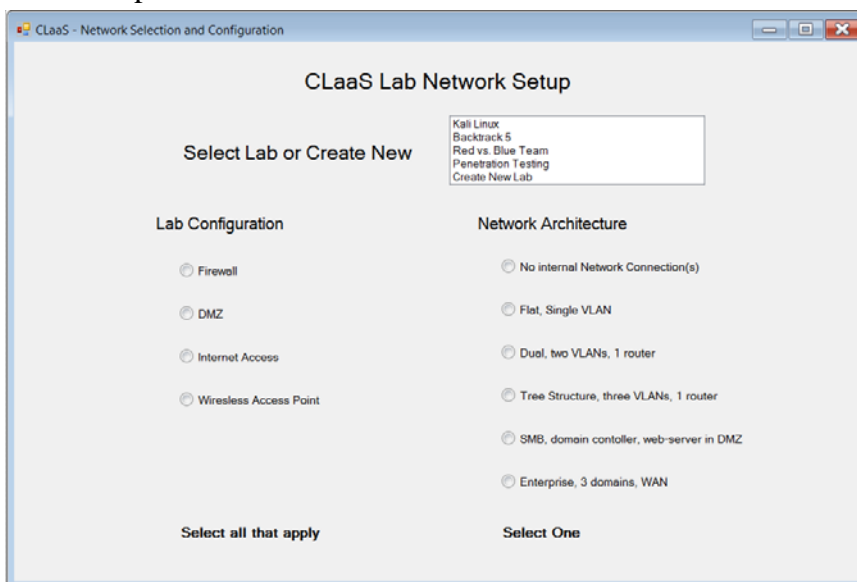 CLaaS - Network Selection and Configuration
CLaaS Lab Network Setup
Select Lab or Create New
Kali Linux
Backtrack 5
Red vs. Blue Team
Penetration Testing
Create New Lab
Lab Configuration
Firewall
DMZ
Internet Access
Wiresless Access Point
Select all that apply
Network Architecture
No internal Network Connection(s)
Flat, Single VLAN
Dual, two VLANs, 1 router
Tree Structure, three VLANs, 1 router
SMB, domain contoller, web-server in DMZ
Enterprise, 3 domains, WAN
Select One